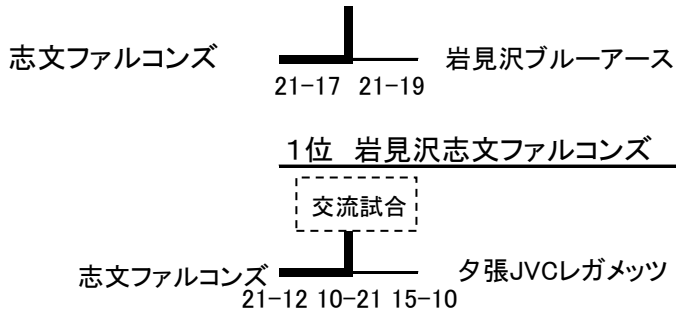 志文ファルコンズ 岩見沢ブルーアース
21-17 21-19
1位 岩見沢志文ファルコンズ
交流試合
志文ファルコンズ 夕張JVCレガメッツ
21-12 10-21 15-10